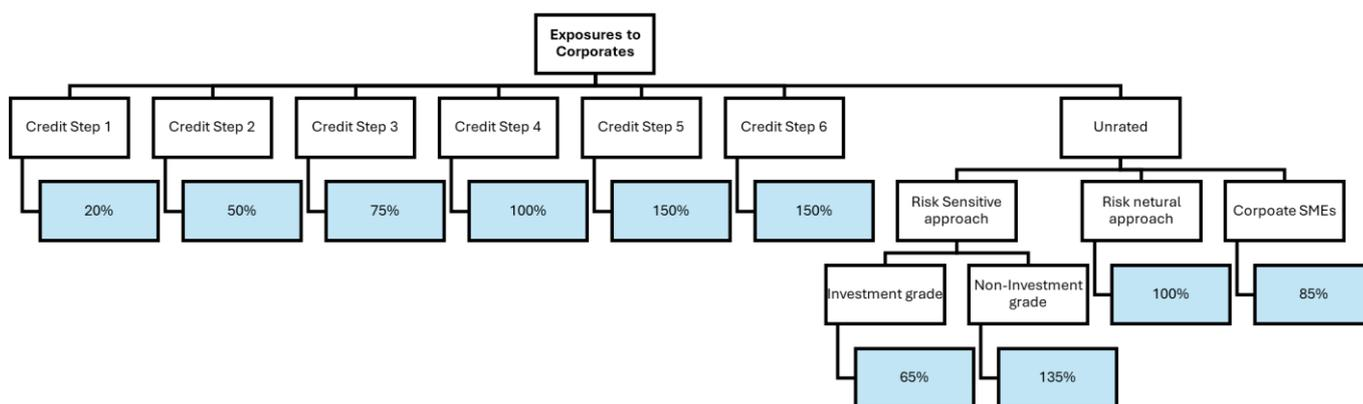 Exposures to
Corporates
Credit Step 1
Credit Step 2
Credit Step 3
Credit Step 4
Credit Step 5
Credit Step 6
Unrated
20%
50%
75%
100%
150%
150%
Risk Sensitive
approach
Risk netural
approach
Corpoate SMEs
Investment grade
Non-Investment
grade
100%
85%
65%
135%